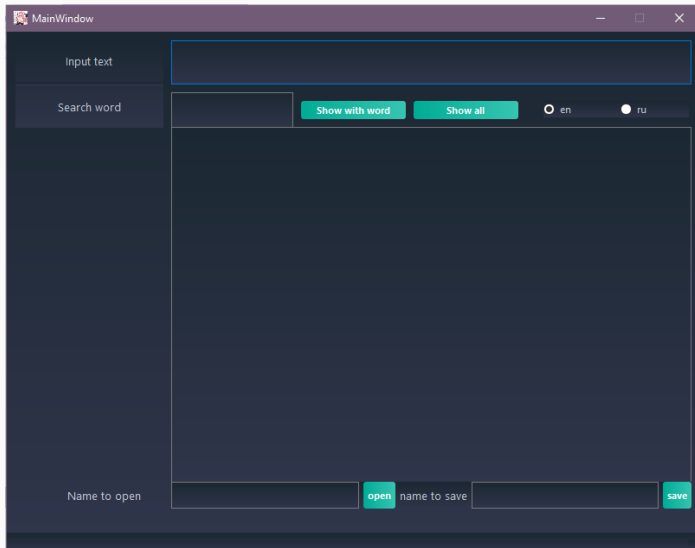 MainWindow
Input text
Search word Show with word Show all en ru
Name to open open name to save save